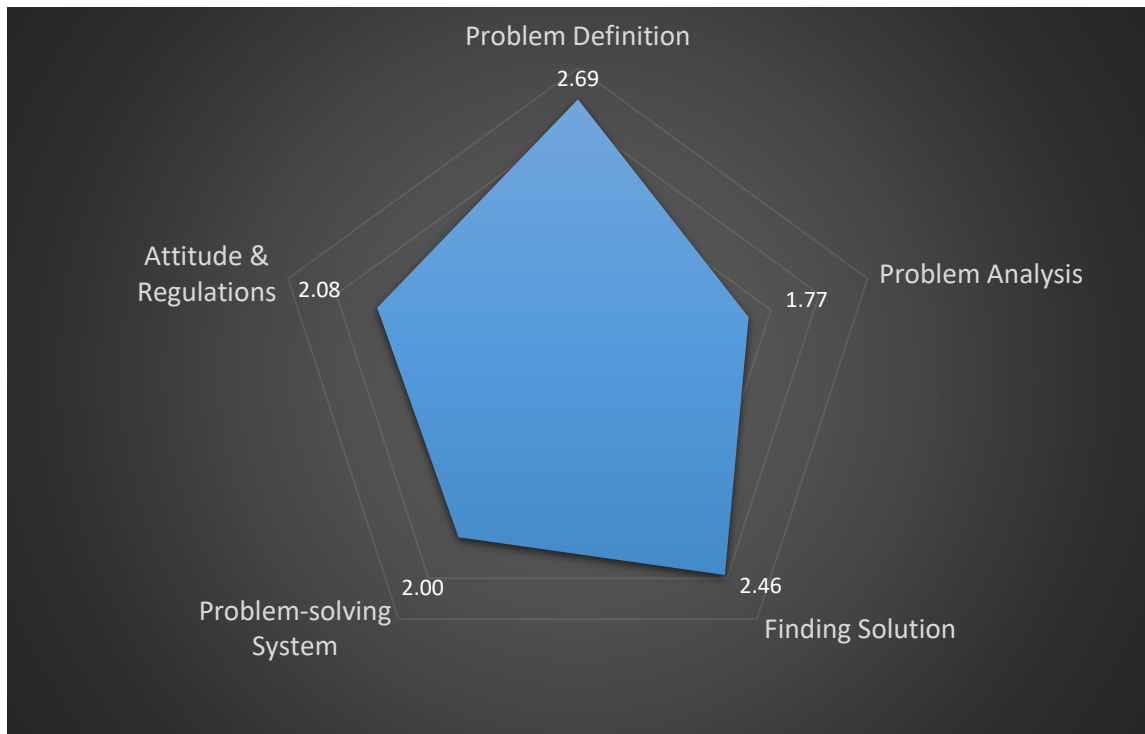 Problem Definition
2.69
Attitude &
Regulations
2.08
Problem Analysis
1.77
Problem-solving
System
2.00
Finding Solution
2.46